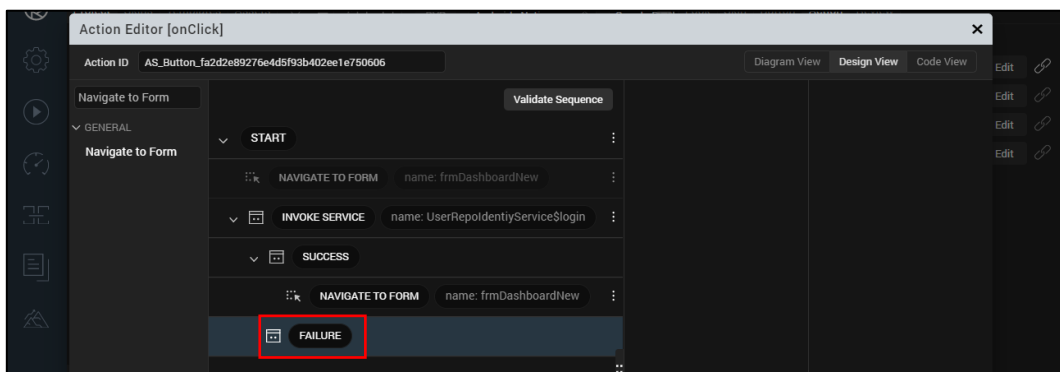 Action Editor [onClick]
Action ID AS_Button_fa2d2e89276e4d5f93b402ee1e750606 Diagram View Design View Code View
Edit
Navigate to Form Validate Sequence Edit
GENERAL START Edit
Navigate to Form Edit
NAVIGATE TO FORM name: frmDashboardNew
INVOKE SERVICE name: UserRepoIdentiyService$login
SUCCESS
NAVIGATE TO FORM name: frmDashboardNew
FAILURE